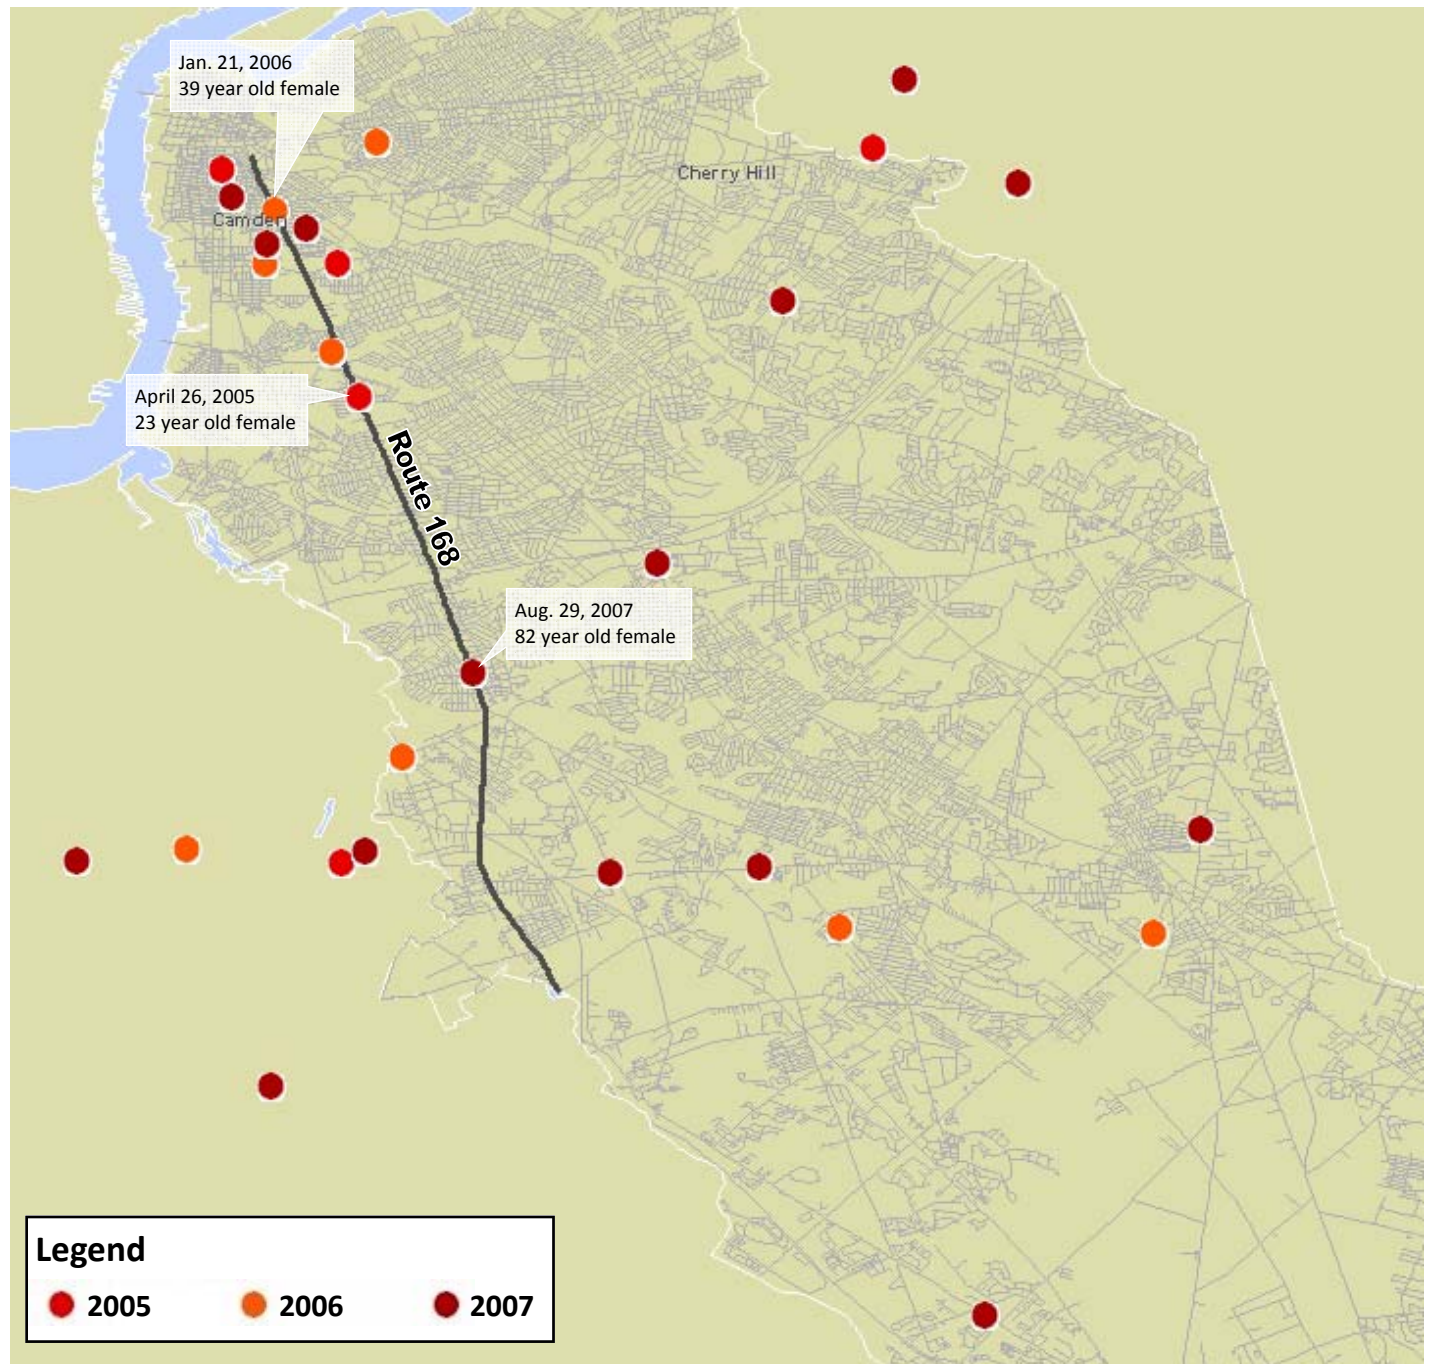 Jan. 21, 2006
39 year old female
Cherry Hill
Camden
April 26, 2005
23 year old female
Route 168
Aug. 29, 2007
82 year old female
Legend
2005
2006
2007